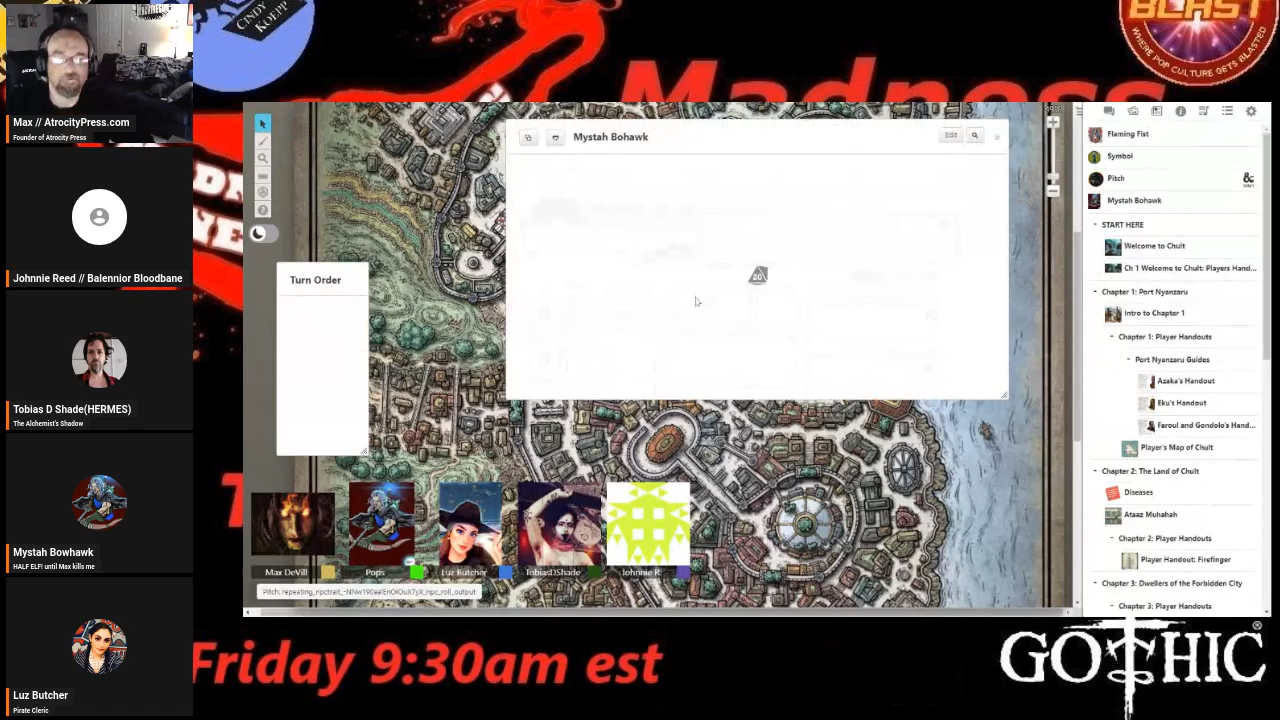 CINDY
KOEPP
Madness
BLAST
WHERE POP CULTURE GETS BLASTED
Max // AtrocityPress.com
Founder of Atrocity Press
Johnnie Reed // Balennior Bloodbane
Tobias D Shade(HERMES)
The Alchemist's Shadow
Mystah Bowhawk
HALF ELF! until Max kills me
Luz Butcher
Pirate Cleric
Mystah Bohawk
Edit
20
Turn Order
Max DeVill
Pops
Luz Butcher
TobiasDShade
Johnnie R.
Flaming Fist
Symbol
Pitch
Mystah Bohawk
START HERE
Welcome to Chult
Ch 1 Welcome to Chult: Players Hand...
Chapter 1: Port Nyanzaru
Intro to Chapter 1
Chapter 1: Player Handouts
Port Nyanzaru Guides
Azaka's Handout
Eku's Handout
Faroul and Gondolo's Hand...
Player's Map of Chult
Chapter 2: The Land of Chult
Diseases
Ataaz Muhahah
Chapter 2: Player Handouts
Player Handout: Firefinger
Chapter 3: Dwellers of the Forbidden City
Chapter 3: Player Handouts
Friday 9:30am est
GOTHIC